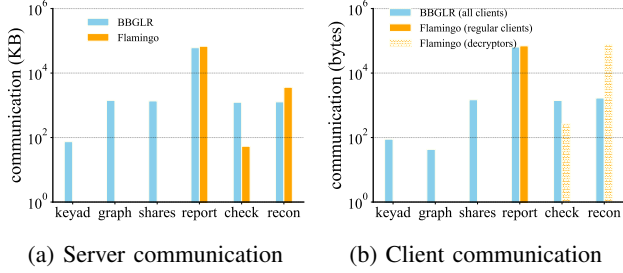 10^6
10^4
10^2
10^0
communication (KB)
BBGLR
Flamingo
keyad graph shares report check recon
(a) Server communication
10^6
10^4
10^2
10^0
communication (bytes)
BBGLR (all clients)
Flamingo (regular clients)
Flamingo (decryptors)
keyad graph shares report check recon
(b) Client communication